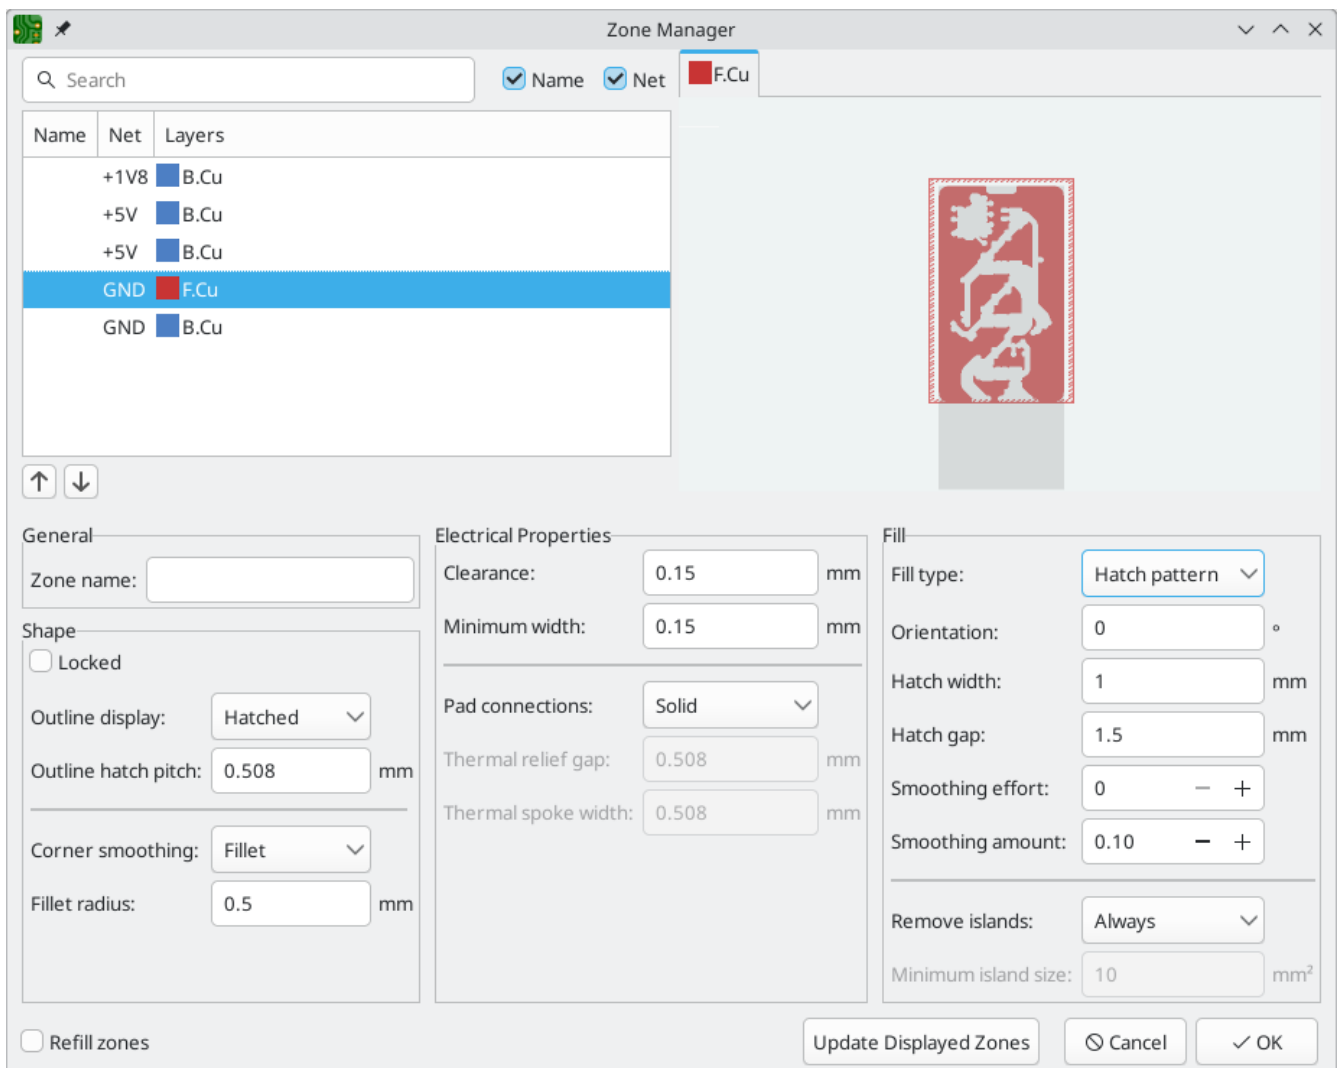 Zone Manager
Search
Name
Net
F.Cu
Name Net Layers
+1V8 B.Cu
+5V B.Cu
+5V B.Cu
GND F.Cu
GND B.Cu
General
Zone name:
Shape
Locked
Outline display: Hatched
Outline hatch pitch: 0.508 mm
Corner smoothing: Fillet
Fillet radius: 0.5 mm
Electrical Properties
Clearance: 0.15 mm
Minimum width: 0.15 mm
Pad connections: Solid
Thermal relief gap: 0.508 mm
Thermal spoke width: 0.508 mm
Fill
Fill type: Hatch pattern
Orientation: 0 °
Hatch width: 1 mm
Hatch gap: 1.5 mm
Smoothing effort: 0 − +
Smoothing amount: 0.10 − +
Remove islands: Always
Minimum island size: 10 mm²
Refill zones
Update Displayed Zones
Cancel
OK